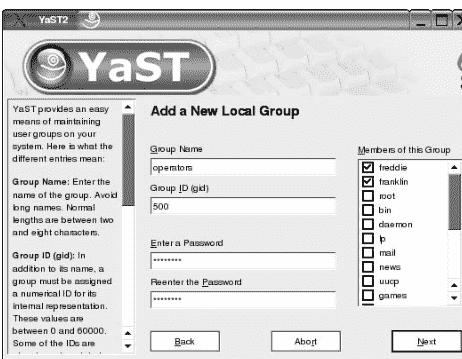 YaST2
YaST
YaST provides an easy
means of maintaining
user groups on your
system. Here is what the
different entries mean:
Group Name: Enter the
name of the group. Avoid
long names. Normal
lengths are between two
and eight characters.
Group ID (gid): In
addition to its name, a
group must be assigned
a numerical ID for its
internal representation.
These values are
between 0 and 60000.
Some of the IDs are
Add a New Local Group
Group Name
operators
Group ID (gid)
500
Enter a Password
********
Reenter the Password
********
Members of this Group
freddie
franklin
root
bin
daemon
lp
mail
news
uucp
games
Back
Abort
Next